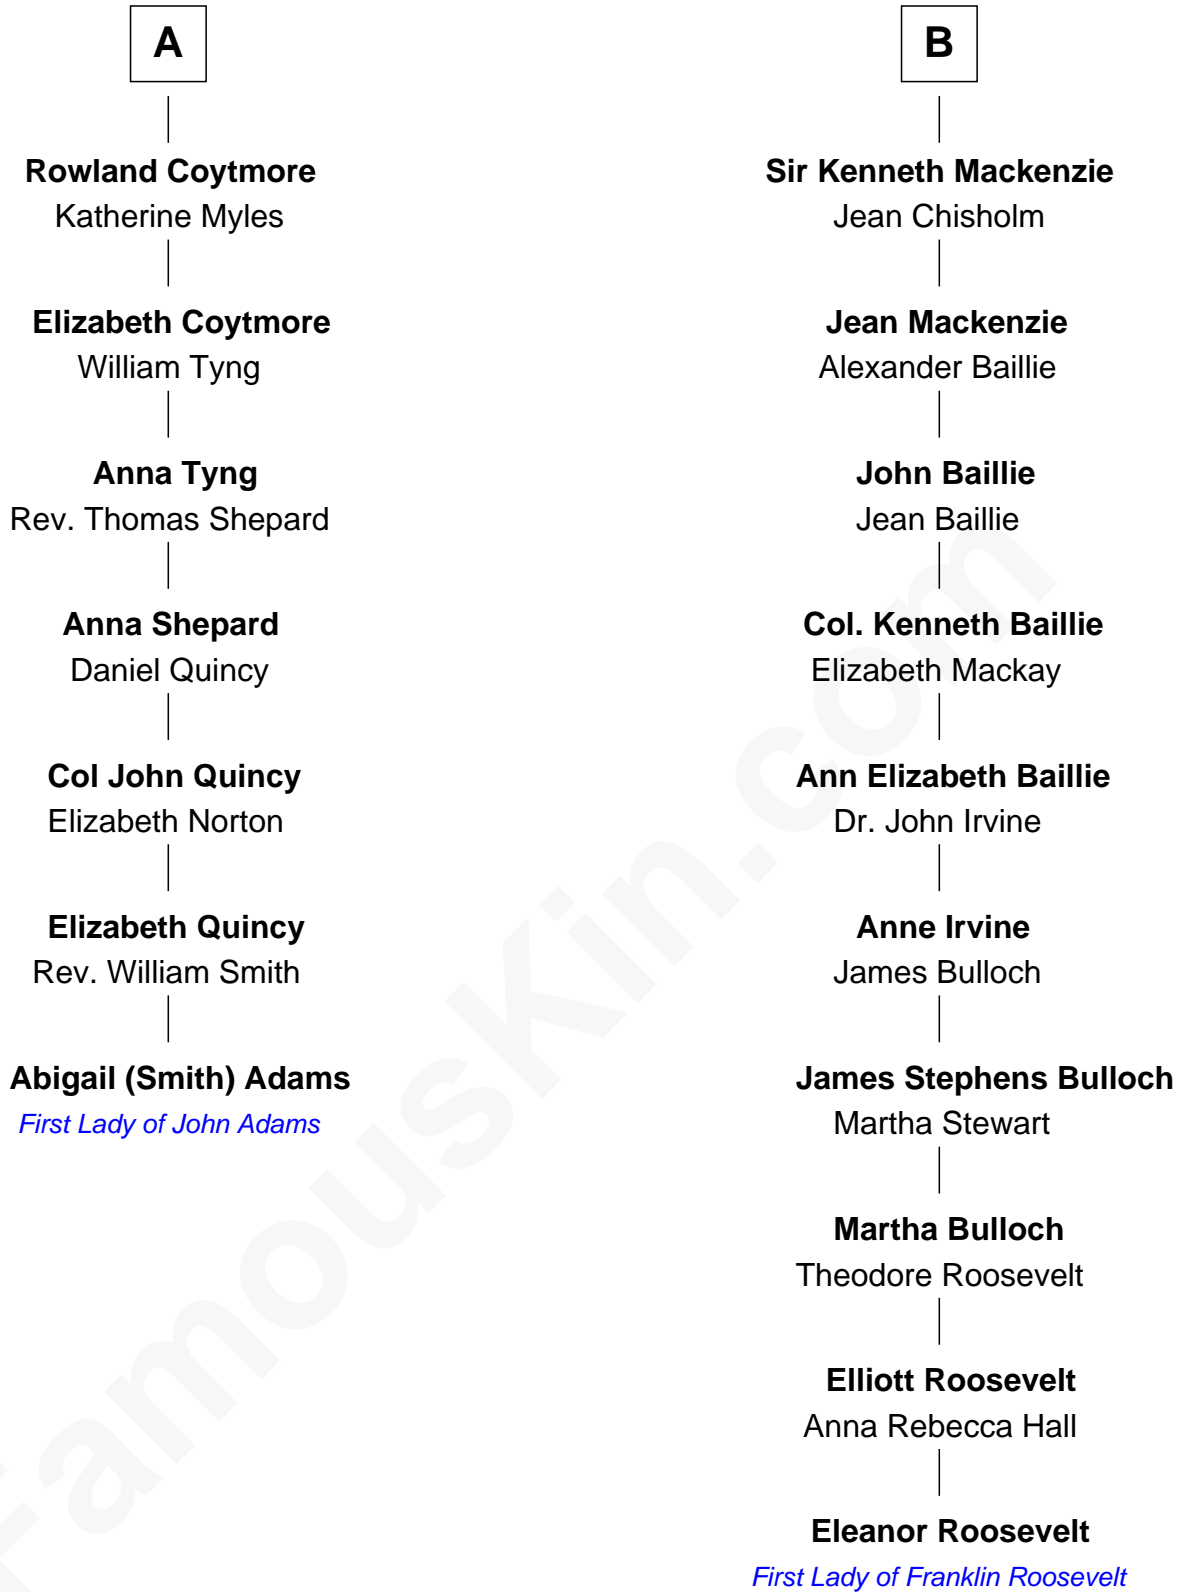 A
Rowland Coytmore
Katherine Myles
Elizabeth Coytmore
William Tyng
Anna Tyng
Rev. Thomas Shepard
Anna Shepard
Daniel Quincy
Col John Quincy
Elizabeth Norton
Elizabeth Quincy
Rev. William Smith
Abigail (Smith) Adams
First Lady of John Adams
B
Sir Kenneth Mackenzie
Jean Chisholm
Jean Mackenzie
Alexander Baillie
John Baillie
Jean Baillie
Col. Kenneth Baillie
Elizabeth Mackay
Ann Elizabeth Baillie
Dr. John Irvine
Anne Irvine
James Bulloch
James Stephens Bulloch
Martha Stewart
Martha Bulloch
Theodore Roosevelt
Elliott Roosevelt
Anna Rebecca Hall
Eleanor Roosevelt
First Lady of Franklin Roosevelt
FamousKin.com